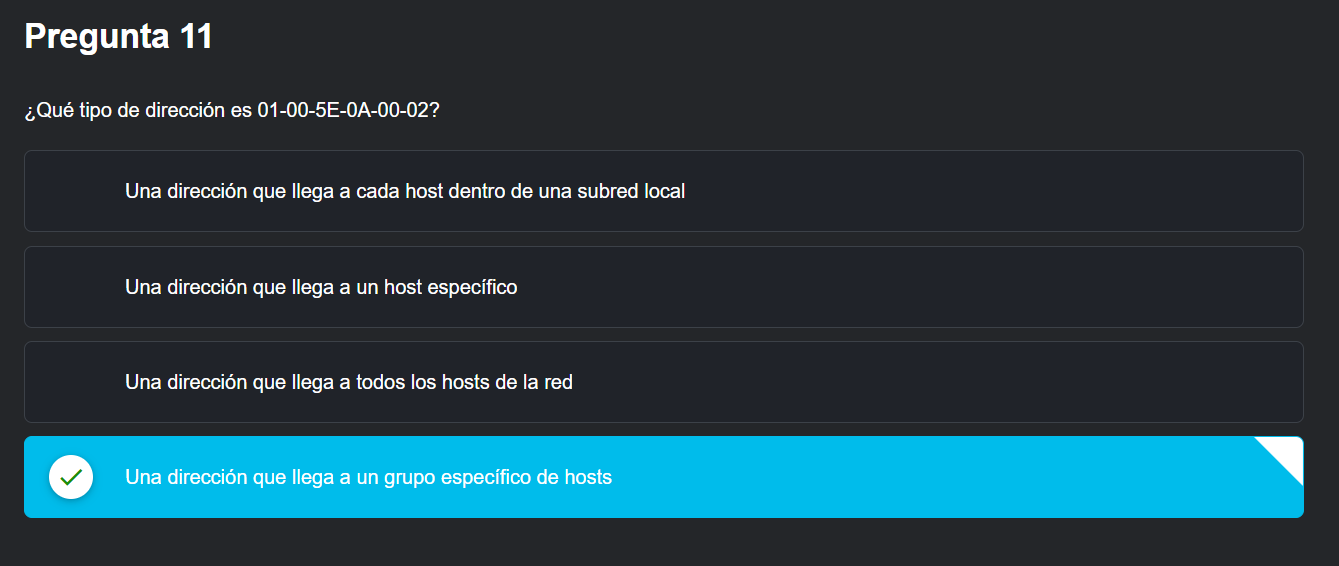 Pregunta 11
¿Qué tipo de dirección es 01-00-5E-0A-00-02?
Una dirección que llega a cada host dentro de una subred local
Una dirección que llega a un host específico
Una dirección que llega a todos los hosts de la red
Una dirección que llega a un grupo específico de hosts